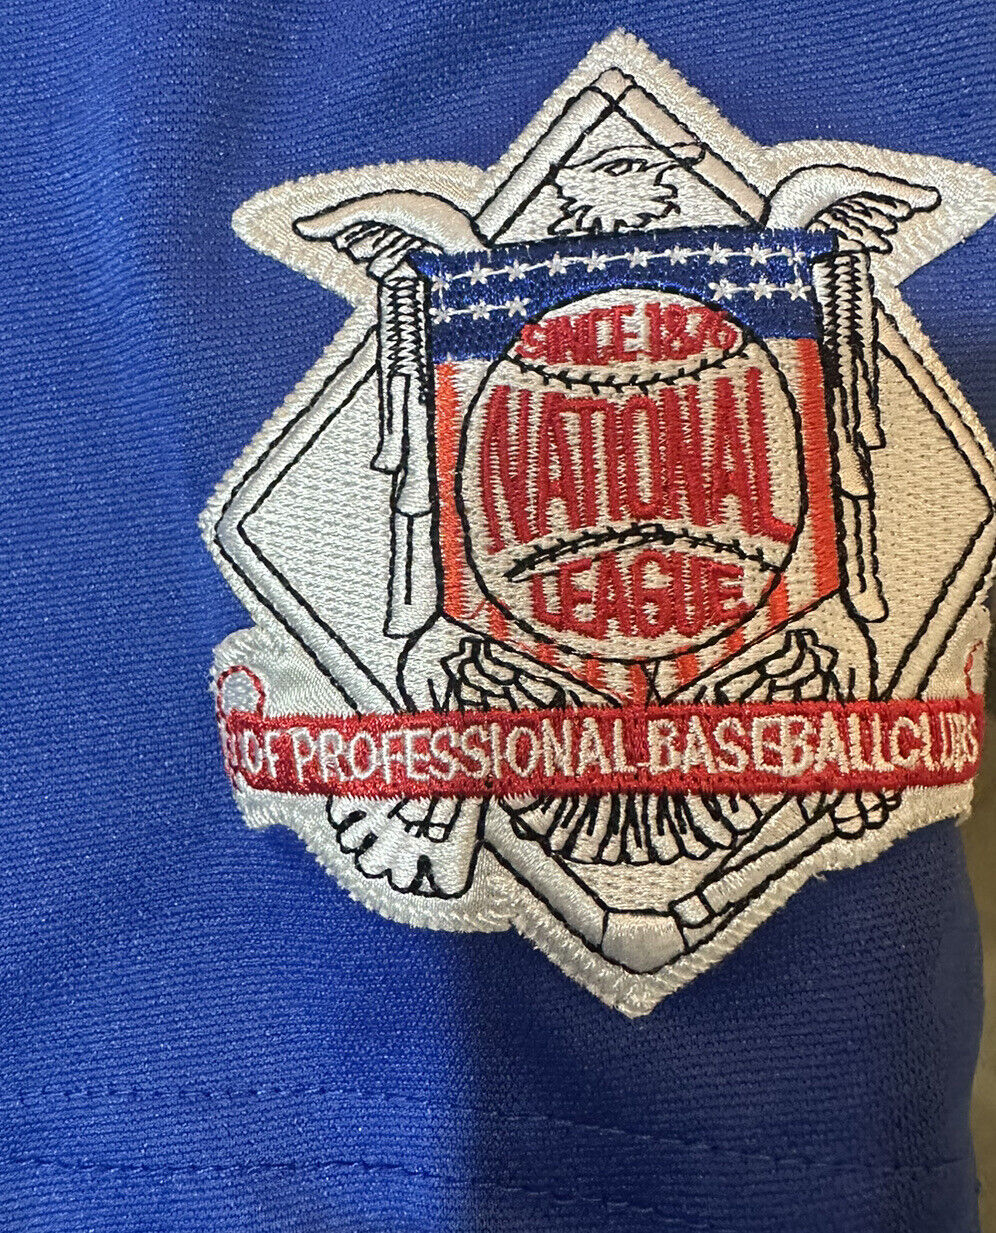 SINCE 1876
NATIONAL
LEAGUE
OF PROFESSIONAL BASEBALL CLUBS